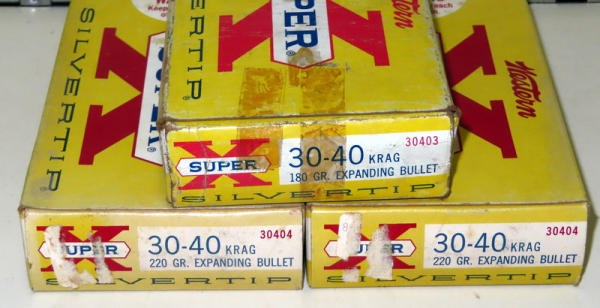 SUPER
Western
X
SILVERTIP
SILVERTIP
X
Western
30403
X
SUPER
30-40 KRAG
180 GR. EXPANDING BULLET
SILVERTIP
30404
X
SUPER
30-40 KRAG
220 GR. EXPANDING BULLET
SILVERTIP
30404
X
SUPER
30-40 KRAG
220 GR. EXPANDING BULLET
SILVERTIP